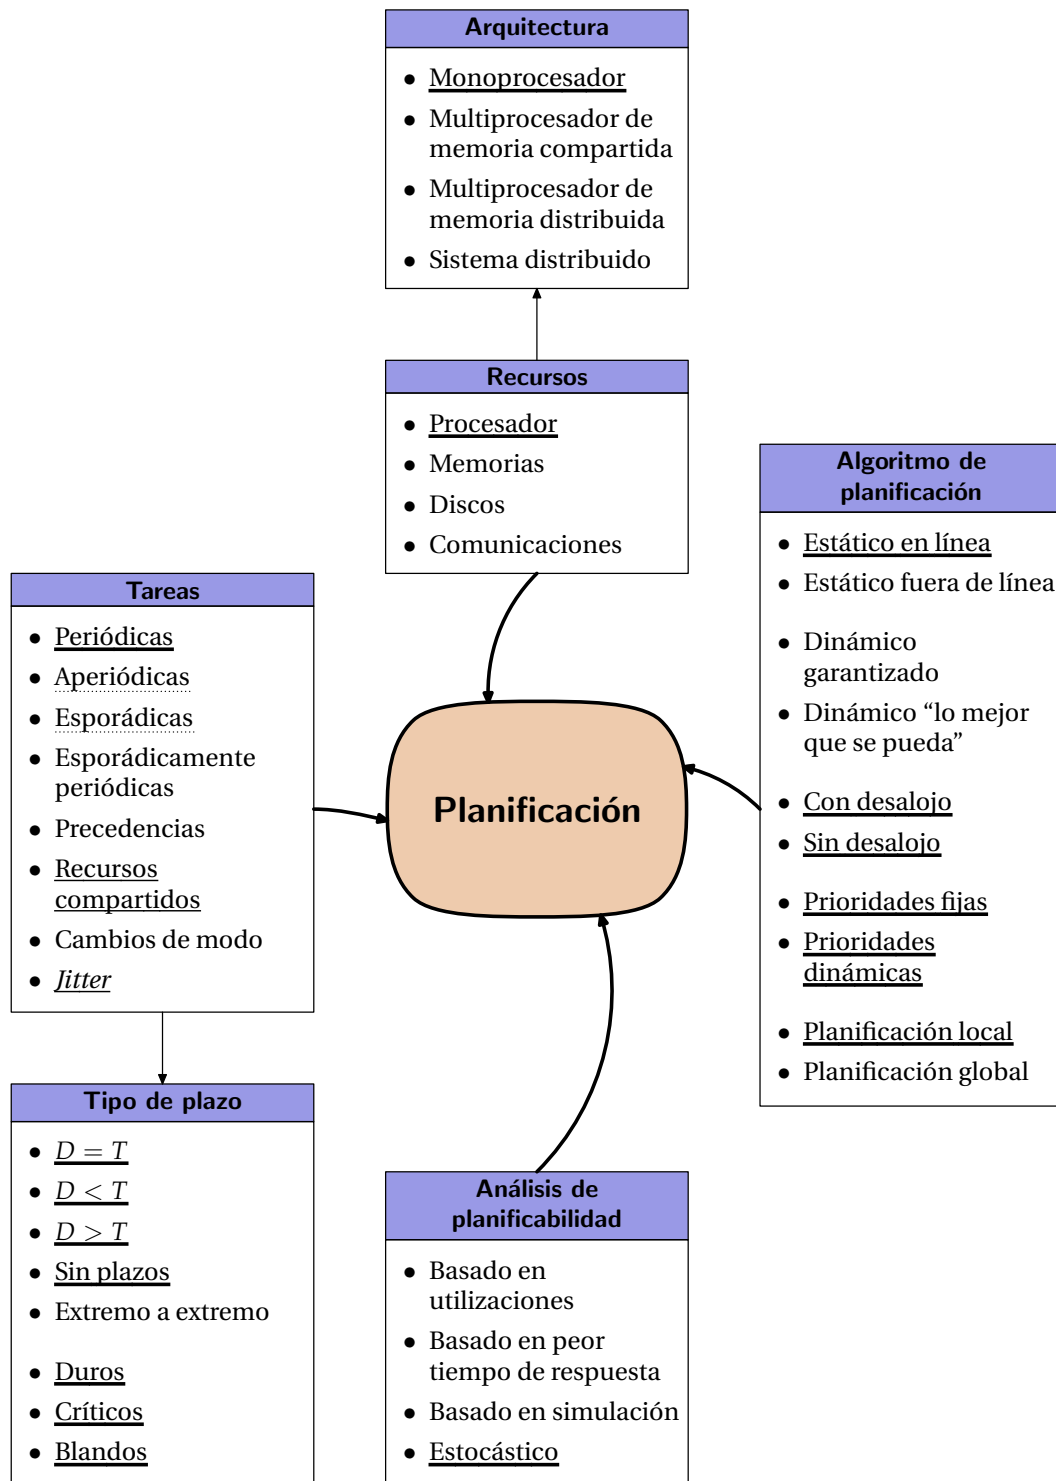 Arquitectura
• Monoprocesador
• Multiprocesador de
memoria compartida
• Multiprocesador de
memoria distribuida
• Sistema distribuido
Recursos
• Procesador
• Memorias
• Discos
• Comunicaciones
Algoritmo de
planificación
• Estático en línea
• Estático fuera de línea
• Dinámico
garantizado
• Dinámico “lo mejor
que se pueda”
• Con desalojo
• Sin desalojo
• Prioridades fijas
• Prioridades
dinámicas
• Planificación local
• Planificación global
Tareas
• Periódicas
• Aperiódicas
• Esporádicas
• Esporádicamente
periódicas
• Precedencias
• Recursos
compartidos
• Cambios de modo
• Jitter
Planificación
Tipo de plazo
• D = T
• D < T
• D > T
• Sin plazos
• Extremo a extremo
• Duros
• Críticos
• Blandos
Análisis de
planificabilidad
• Basado en
utilizaciones
• Basado en peor
tiempo de respuesta
• Basado en simulación
• Estocástico